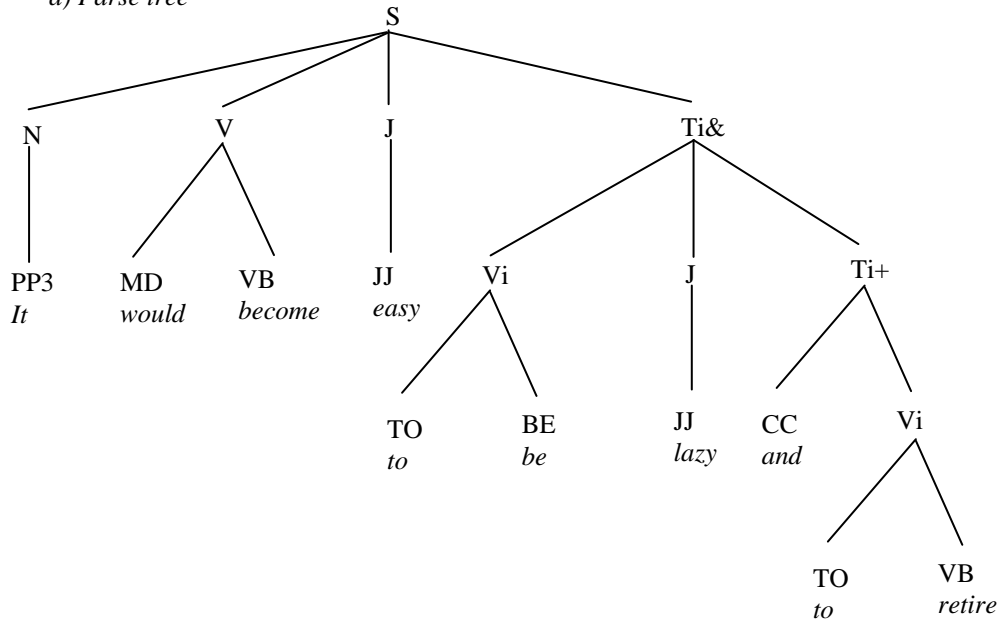 a) Parse tree
S
N V J Ti&
PP3 MD VB JJ Vi J Ti+
It would become easy
TO BE JJ CC Vi
to be lazy and
TO VB
to retire